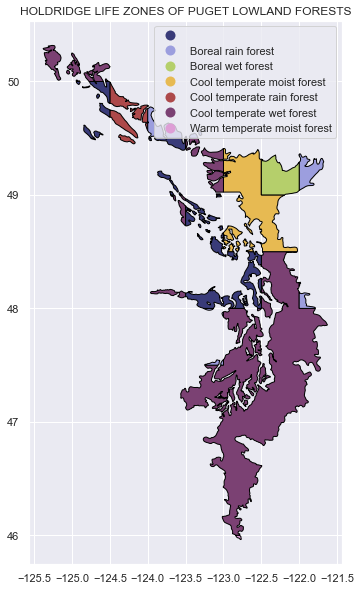 HOLDRIDGE LIFE ZONES OF PUGET LOWLAND FORESTS
Boreal rain forest
Boreal wet forest
Cool temperate moist forest
Cool temperate rain forest
Cool temperate wet forest
Warm temperate moist forest
50
49
48
47
46
−125.5 −125.0 −124.5 −124.0 −123.5 −123.0 −122.5 −122.0 −121.5